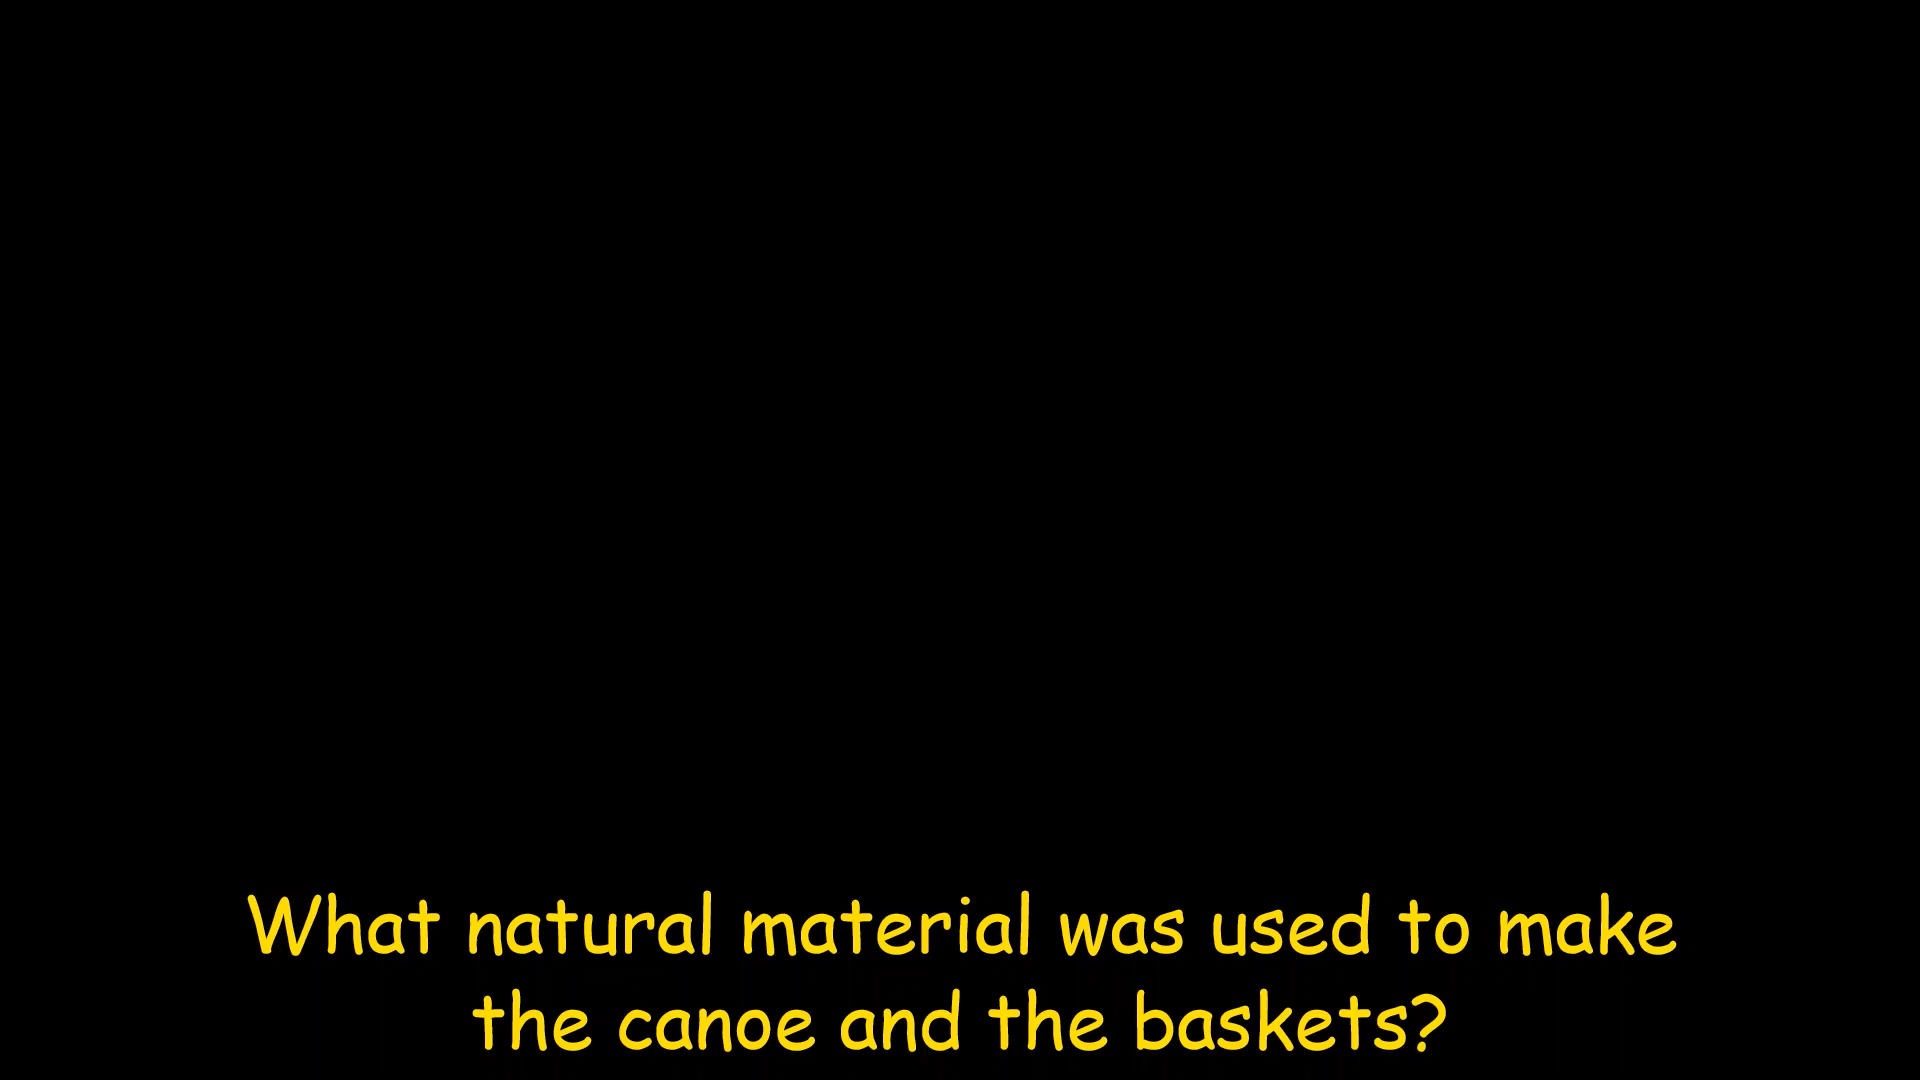 What natural material was used to make
the canoe and the baskets?